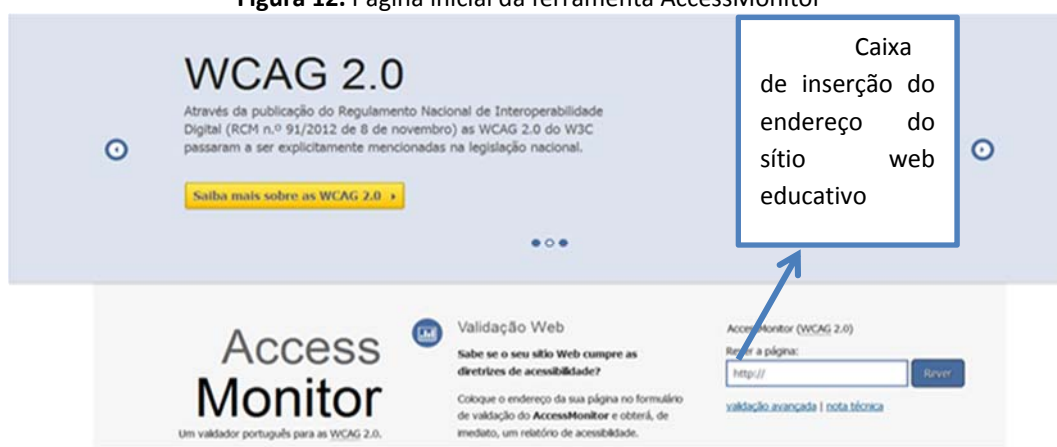 Figura 12. Página inicial da ferramenta AccessMonitor
WCAG 2.0
Através da publicação do Regulamento Nacional de Interoperabilidade
Digital (RCM n.º 91/2012 de 8 de novembro) as WCAG 2.0 do W3C
passaram a ser explicitamente mencionadas na legislação nacional.
Saiba mais sobre as WCAG 2.0
Caixa
de inserção do
endereço do
sítio web
educativo
Access
Monitor
Um validador português para as WCAG 2.0.
Validação Web
Sabe se o seu sítio Web cumpre as
diretrizes de acessibilidade?
Coloque o endereço da sua página no formulário
de validação do AccessMonitor e obterá, de
imediato, um relatório de acessibilidade.
AccessMonitor (WCAG 2.0)
Rever a página:
http://
Rever
validação avançada | nota técnica